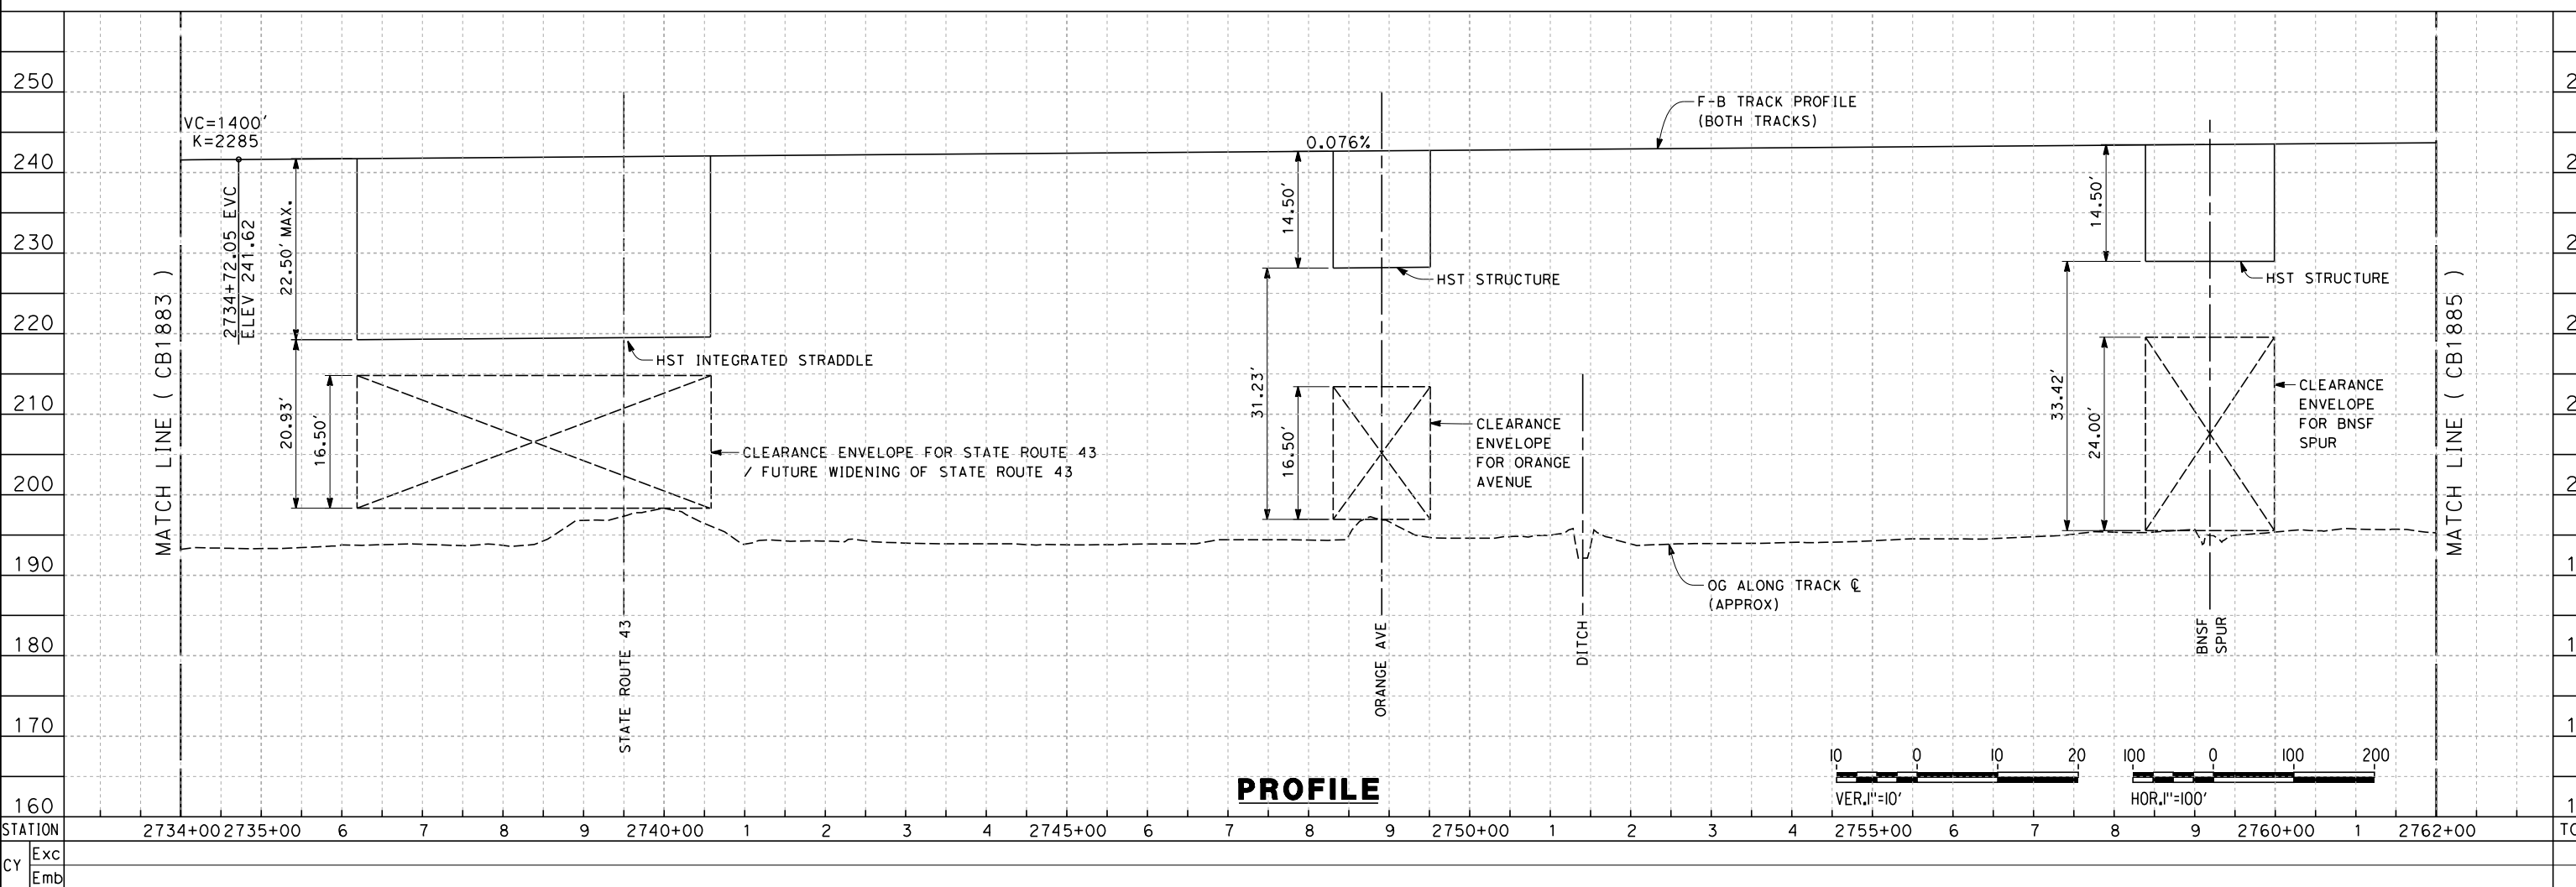 250
240
230
220
210
200
190
180
170
160
MATCH LINE ( CB1883 )
VC=1400'
K=2285
2734+72.05 EVC
ELEV 241.62
22.50' MAX.
20.93'
16.50'
HST INTEGRATED STRADDLE
CLEARANCE ENVELOPE FOR STATE ROUTE 43
/ FUTURE WIDENING OF STATE ROUTE 43
STATE ROUTE 43
0.076%
14.50'
31.23'
16.50'
HST STRUCTURE
CLEARANCE
ENVELOPE
FOR ORANGE
AVENUE
ORANGE AVE
DITCH
F-B TRACK PROFILE
(BOTH TRACKS)
OG ALONG TRACK ℄
(APPROX)
14.50'
33.42'
24.00'
HST STRUCTURE
CLEARANCE
ENVELOPE
FOR BNSF
SPUR
BNSF
SPUR
MATCH LINE ( CB1885 )
PROFILE
10 0 10 20
VER.1"=10'
100 0 100 200
HOR.1"=100'
STATION 2734+00 2735+00 6 7 8 9 2740+00 1 2 3 4 2745+00 6 7 8 9 2750+00 1 2 3 4 2755+00 6 7 8 9 2760+00 1 2762+00
CY
Exc
Emb